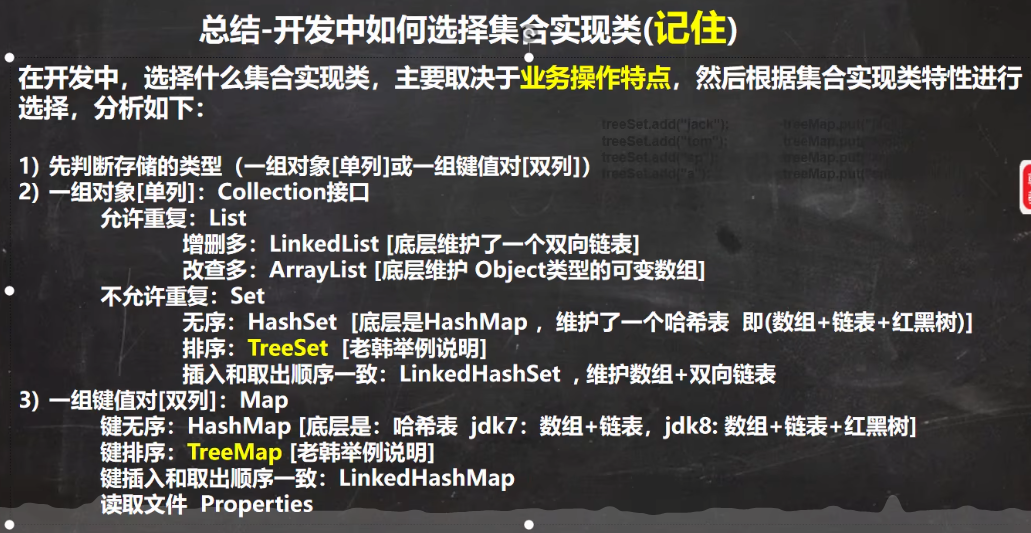 总结-开发中如何选择集合实现类(记住)
在开发中，选择什么集合实现类，主要取决于业务操作特点，然后根据集合实现类特性进行
选择，分析如下：
treeSet.add("jack");
treeSet.add("tom");
treeSet.add("sp");
treeSet.add("a");
1) 先判断存储的类型（一组对象[单列]或一组键值对[双列]）
2) 一组对象[单列]：Collection接口
允许重复：List
增删多：LinkedList [底层维护了一个双向链表]
改查多：ArrayList [底层维护 Object类型的可变数组]
不允许重复：Set
无序：HashSet [底层是HashMap ，维护了一个哈希表 即(数组+链表+红黑树)]
排序：TreeSet [老韩举例说明]
插入和取出顺序一致：LinkedHashSet , 维护数组+双向链表
3) 一组键值对[双列]：Map
键无序：HashMap [底层是：哈希表 jdk7：数组+链表，jdk8: 数组+链表+红黑树]
键排序：TreeMap [老韩举例说明]
键插入和取出顺序一致：LinkedHashMap
读取文件 Properties